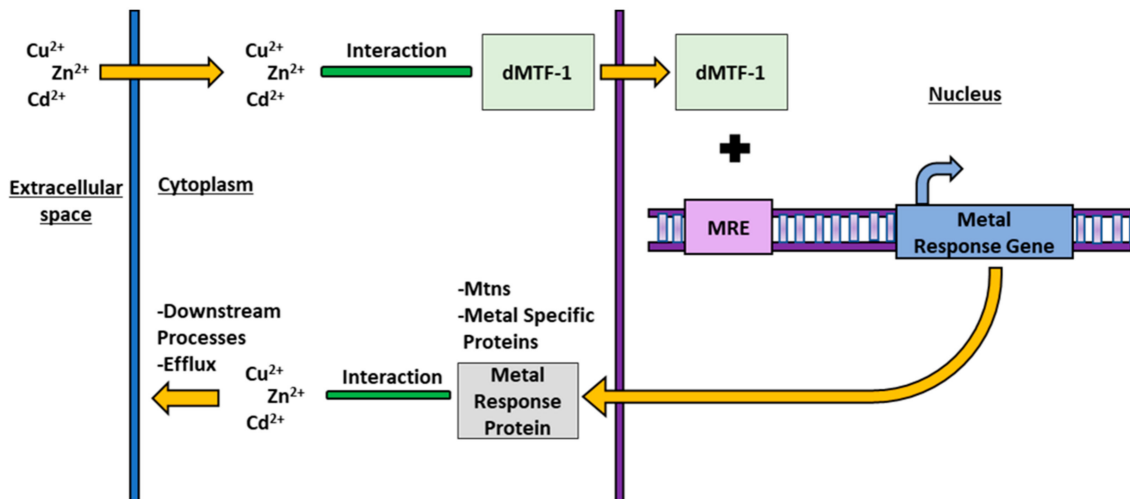 Cu²⁺
Zn²⁺
Cd²⁺
Cu²⁺
Zn²⁺
Cd²⁺
Interaction
dMTF-1
dMTF-1
Nucleus
Extracellular
space
Cytoplasm
MRE
Metal
Response Gene
-Downstream
Processes
-Efflux
Cu²⁺
Zn²⁺
Cd²⁺
Interaction
-Mtns
-Metal Specific
Proteins
Metal
Response
Protein